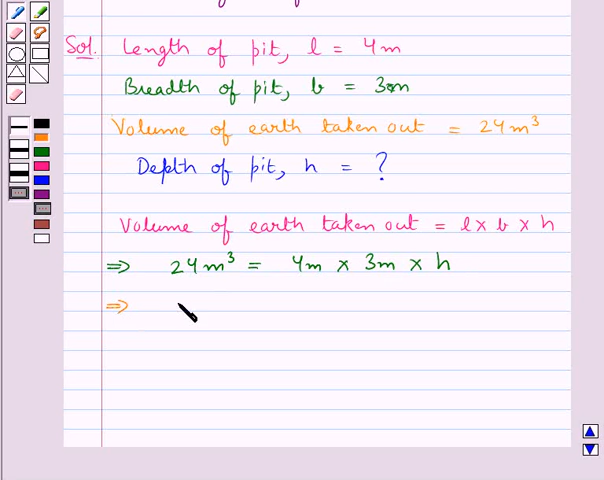 Sol. Length of pit, l = 4m
Breadth of pit, b = 3m
Volume of earth taken out = 24m³
Depth of pit, h = ?
Volume of earth taken out = l × b × h
⇒ 24m³ = 4m × 3m × h
⇒